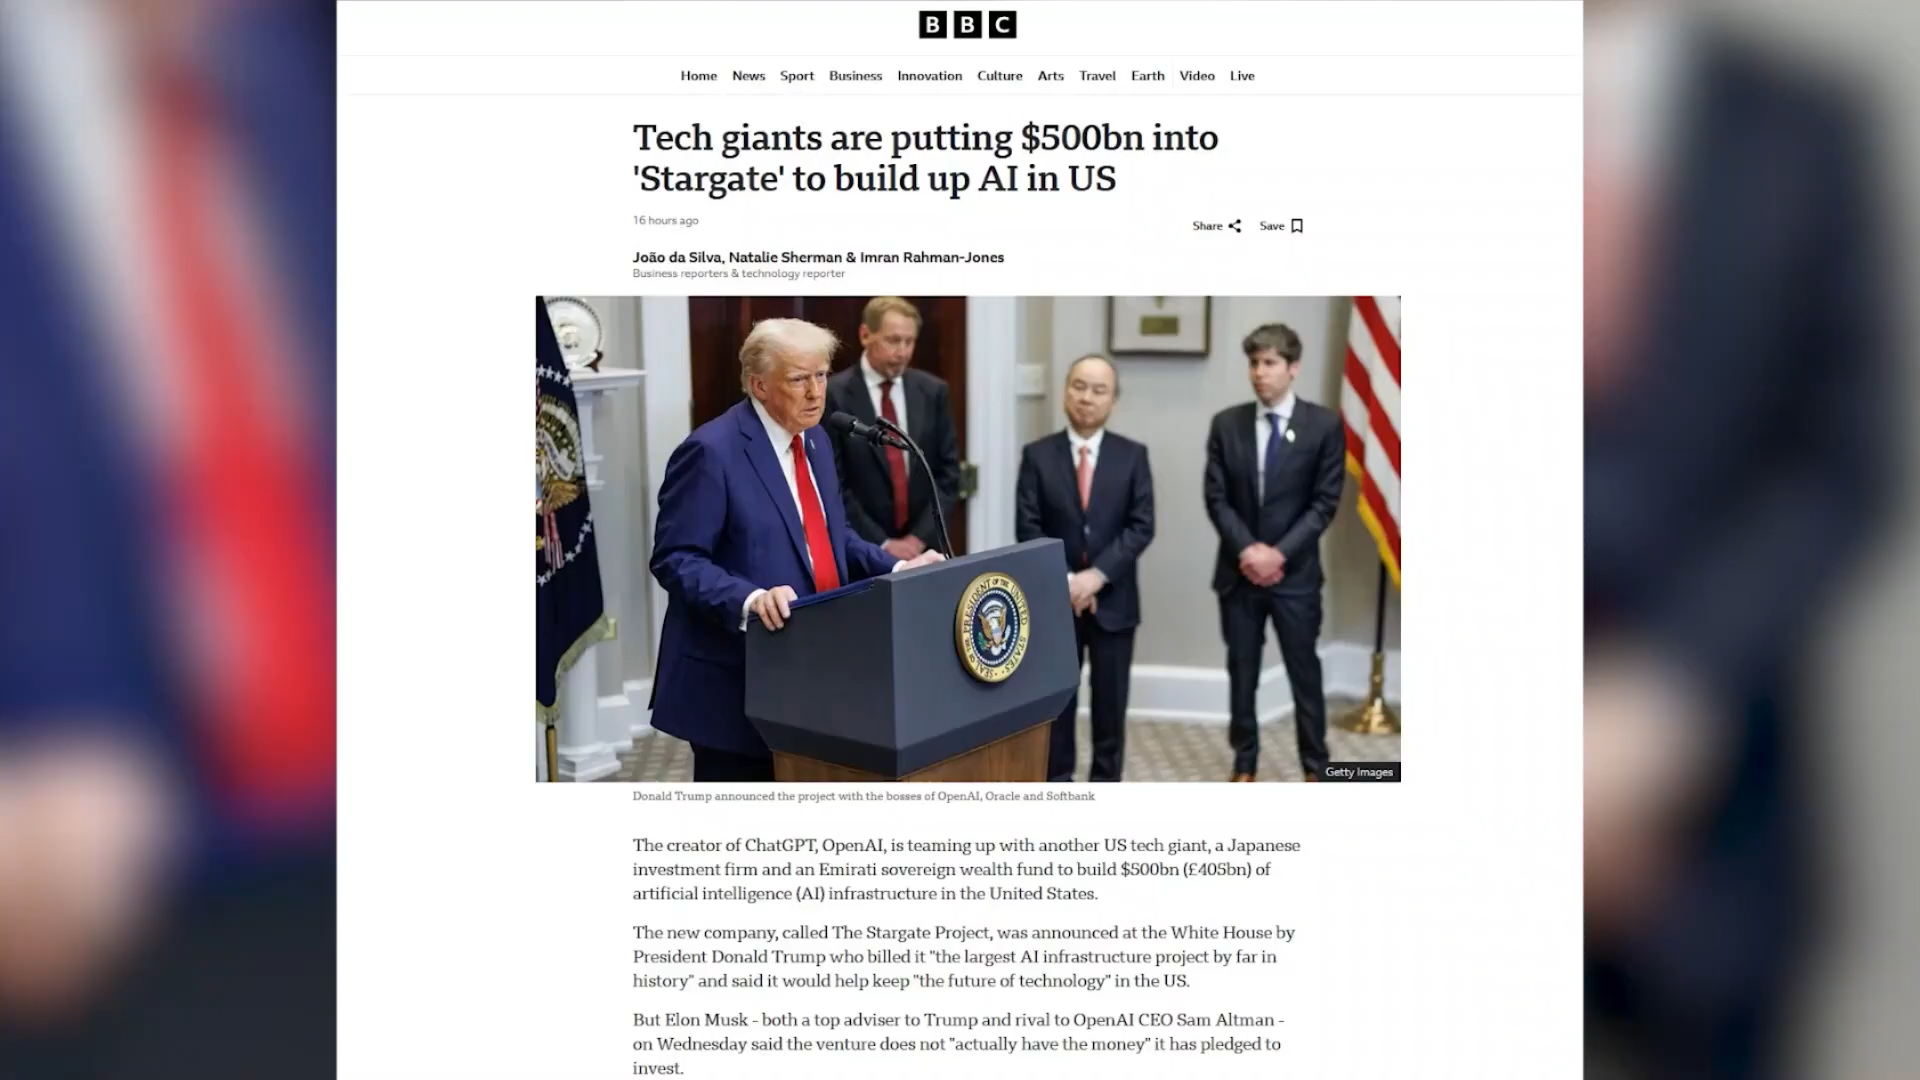 BBC
Home News Sport Business Innovation Culture Arts Travel Earth Video Live
Tech giants are putting $500bn into
'Stargate' to build up AI in US
16 hours ago
Share Save
João da Silva, Natalie Sherman & Imran Rahman-Jones
Business reporters & technology reporter
SEAL OF THE PRESIDENT OF THE UNITED STATES
Getty Images
Donald Trump announced the project with the bosses of OpenAI, Oracle and Softbank
The creator of ChatGPT, OpenAI, is teaming up with another US tech giant, a Japanese
investment firm and an Emirati sovereign wealth fund to build $500bn (£405bn) of
artificial intelligence (AI) infrastructure in the United States.
The new company, called The Stargate Project, was announced at the White House by
President Donald Trump who billed it "the largest AI infrastructure project by far in
history" and said it would help keep "the future of technology" in the US.
But Elon Musk - both a top adviser to Trump and rival to OpenAI CEO Sam Altman -
on Wednesday said the venture does not "actually have the money" it has pledged to
invest.